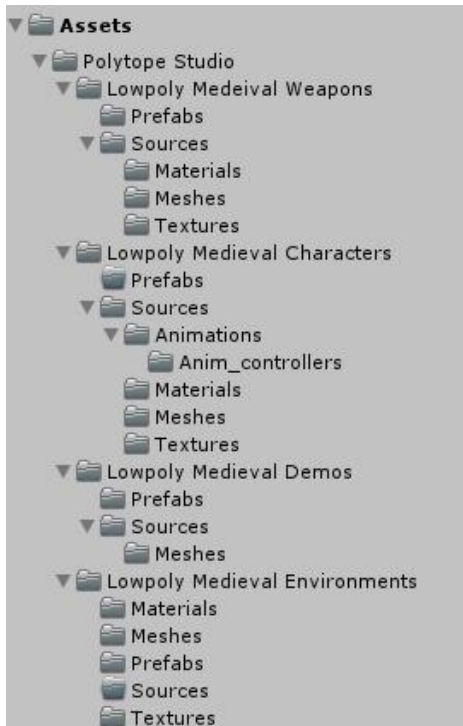 Assets
Polytope Studio
Lowpoly Medeival Weapons
Prefabs
Sources
Materials
Meshes
Textures
Lowpoly Medieval Characters
Prefabs
Sources
Animations
Anim_controllers
Materials
Meshes
Textures
Lowpoly Medieval Demos
Prefabs
Sources
Meshes
Lowpoly Medieval Environments
Materials
Meshes
Prefabs
Sources
Textures